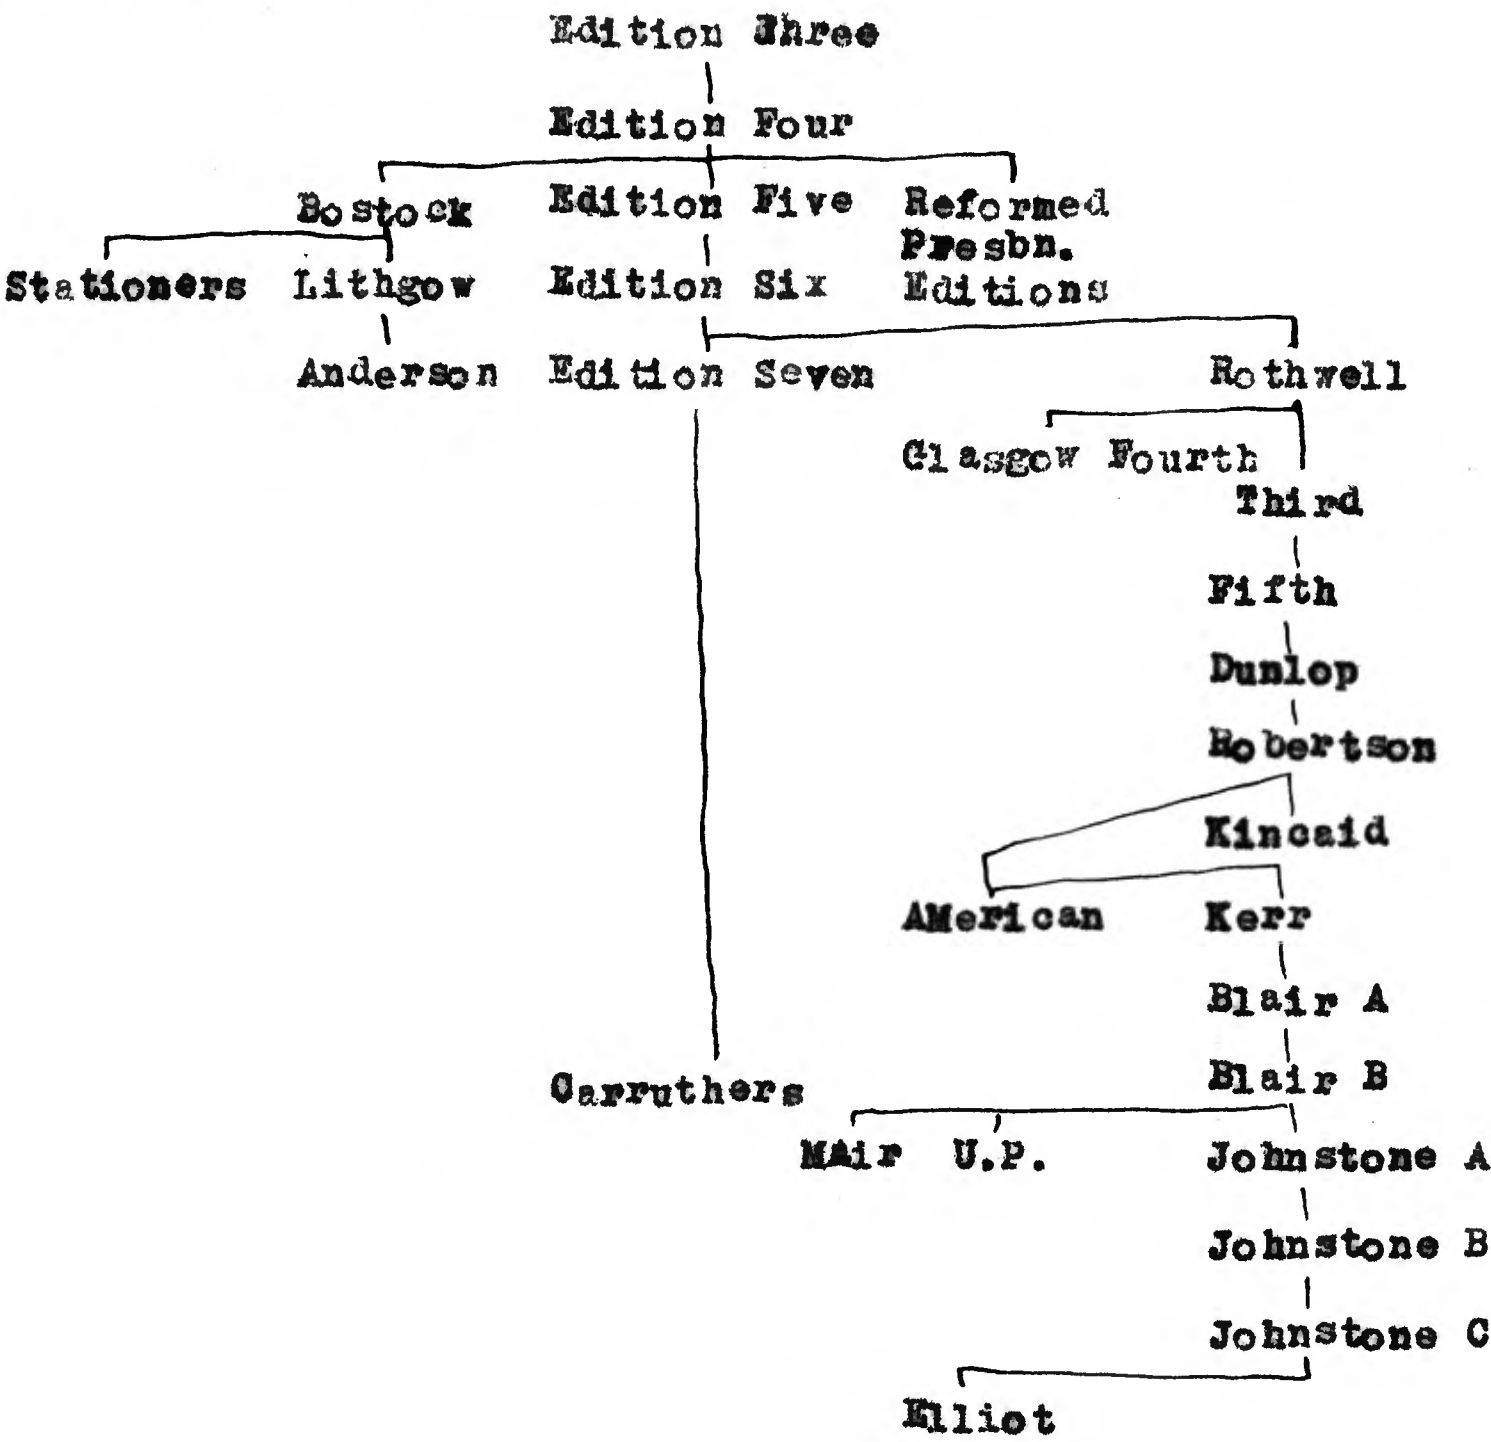 Edition Three
Edition Four
Bostock Edition Five Reformed
Presbn.
Stationers Lithgow Edition Six Editions
Anderson Edition Seven Rothwell
Glasgow Fourth
Third
Fifth
Dunlop
Robertson
Kincaid
AMerican Kerr
Blair A
Blair B
Carruthers
MAir U.P. Johnstone A
Johnstone B
Johnstone C
Elliot